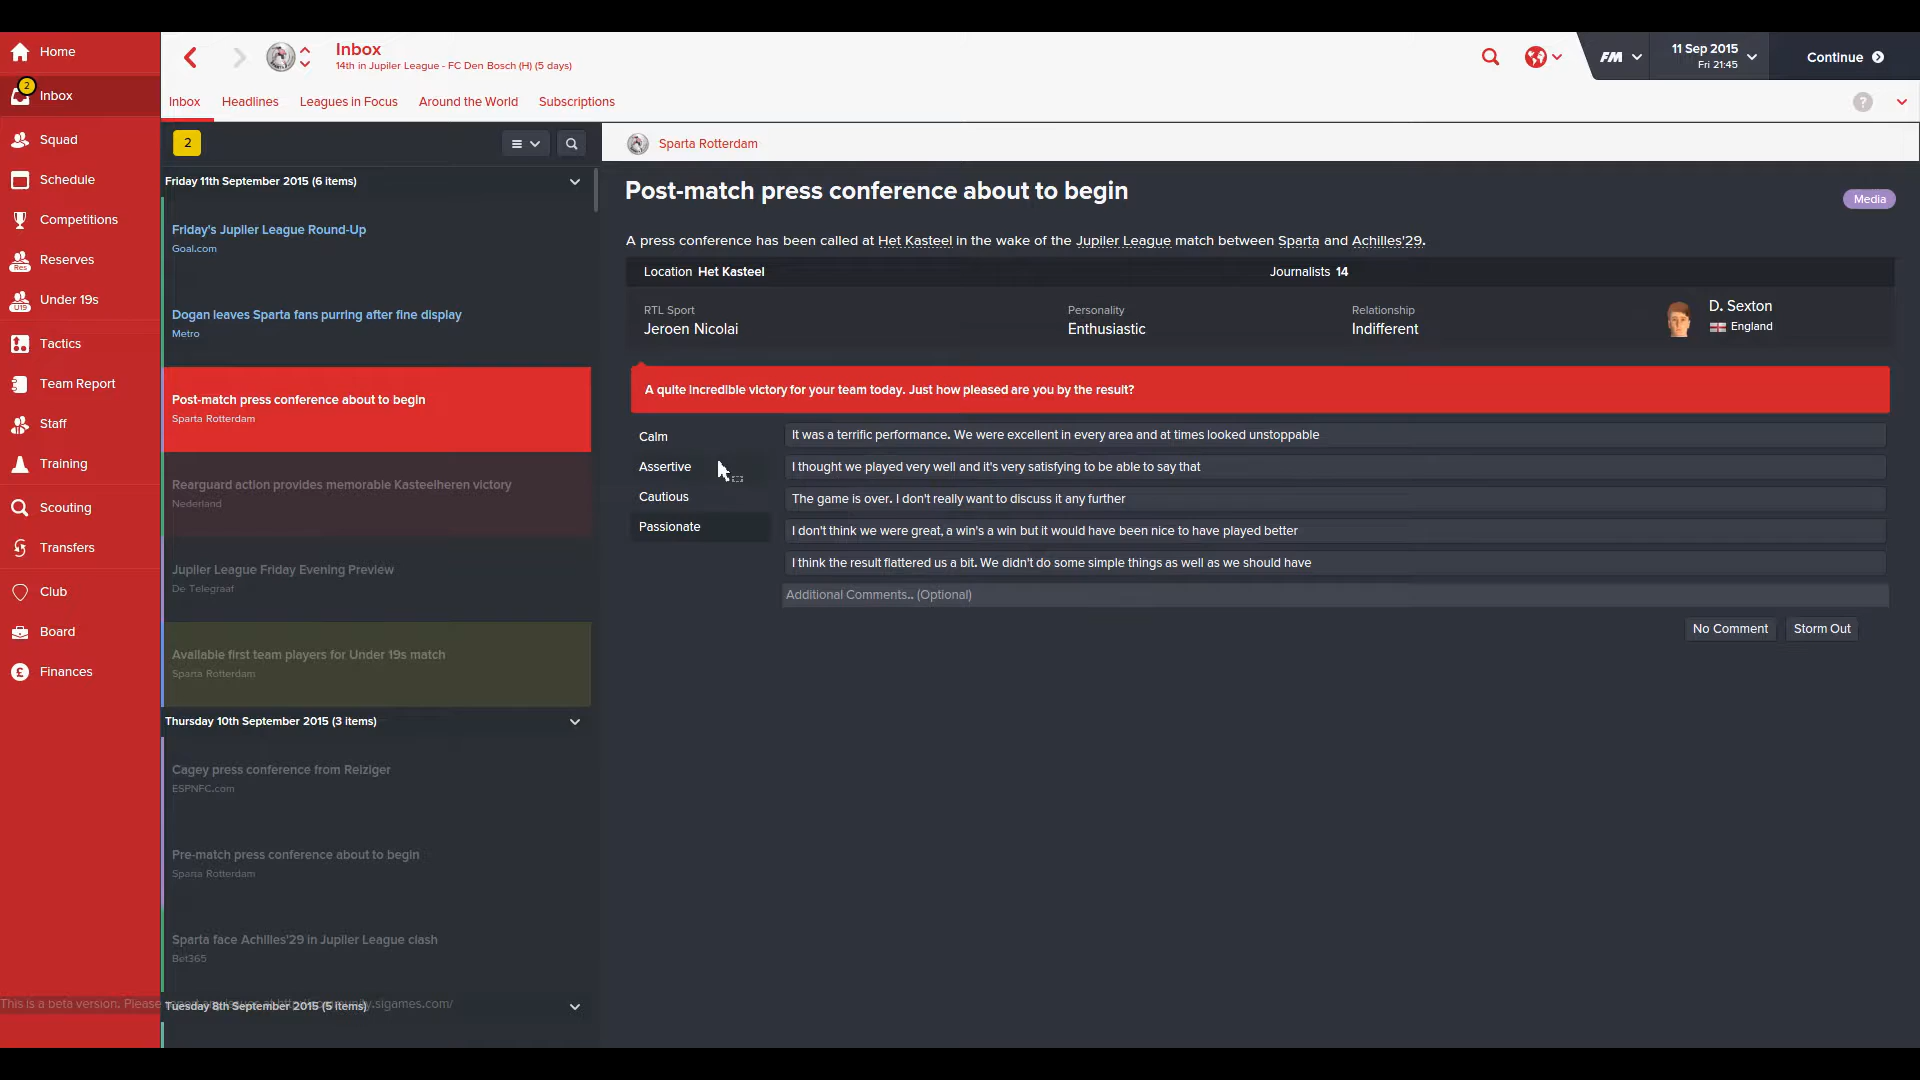 Home
Inbox
2
Squad
Schedule
Competitions
Reserves
Res
Under 19s
U19
Tactics
Team Report
Staff
Training
Scouting
Transfers
Club
Board
Finances
Inbox
14th in Jupiler League - FC Den Bosch (H) (5 days)
FM
11 Sep 2015
Fri 21:45
Continue
Inbox
Headlines
Leagues in Focus
Around the World
Subscriptions
?
2
Friday 11th September 2015 (6 items)
Friday's Jupiler League Round-Up
Goal.com
Dogan leaves Sparta fans purring after fine display
Metro
Post-match press conference about to begin
Sparta Rotterdam
Rearguard action provides memorable Kasteelheren victory
Nederland
Jupiler League Friday Evening Preview
De Telegraaf
Available first team players for Under 19s match
Sparta Rotterdam
Thursday 10th September 2015 (3 items)
Cagey press conference from Reiziger
ESPNFC.com
Pre-match press conference about to begin
Sparta Rotterdam
Sparta face Achilles'29 in Jupiler League clash
Bet365
Tuesday 8th September 2015 (5 items)
This is a beta version. Please
.sigames.com/
Sparta Rotterdam
Post-match press conference about to begin
Media
A press conference has been called at Het Kasteel in the wake of the Jupiler League match between Sparta and Achilles'29.
Location Het Kasteel
Journalists 14
RTL Sport
Jeroen Nicolai
Personality
Enthusiastic
Relationship
Indifferent
D. Sexton
England
A quite incredible victory for your team today. Just how pleased are you by the result?
Calm
Assertive
Cautious
Passionate
It was a terrific performance. We were excellent in every area and at times looked unstoppable
I thought we played very well and it's very satisfying to be able to say that
The game is over. I don't really want to discuss it any further
I don't think we were great, a win's a win but it would have been nice to have played better
I think the result flattered us a bit. We didn't do some simple things as well as we should have
Additional Comments.. (Optional)
No Comment
Storm Out